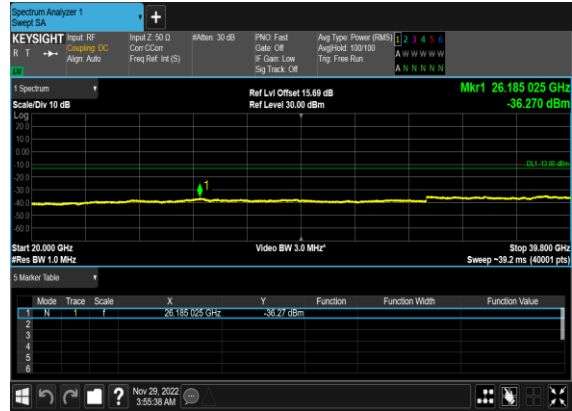 Spectrum Analyzer 1
Swept SA
+
KEYSIGHT Input: RF Input Z: 50 Ω #Atten: 30 dB PNO: Fast Avg Type: Power (RMS) 1 2 3 4 5 6
R T Coupling: DC Corr CCorr Gate: Off Avg|Hold: 100/100 A W W W W W
Align: Auto Freq Ref: Int (S) IF Gain: Low Trig: Free Run
Sig Track: Off A N N N N N
1 Spectrum Ref Lvl Offset 15.69 dB Mkr1 26.185 025 GHz
Scale/Div 10 dB Ref Level 30.00 dBm -36.270 dBm
Log
20.0
10.0
0.00
-10.0 DL1 -13.00 dBm
-20.0
-30.0 1
-40.0
-50.0
-60.0
Start 20.000 GHz Video BW 3.0 MHz* Stop 39.800 GHz
#Res BW 1.0 MHz Sweep ~39.2 ms (40001 pts)
5 Marker Table
Mode Trace Scale X Y Function Function Width Function Value
1 N 1 f 26.185 025 GHz -36.27 dBm
2
3
4
5
6
? Nov 29, 2022
3:55:38 AM